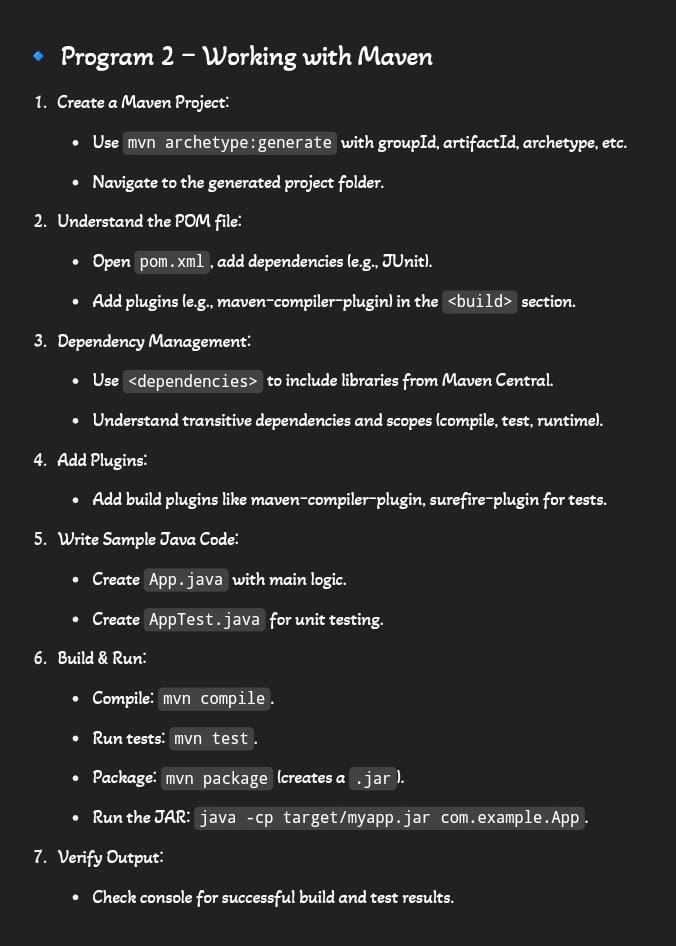 🔹 Program 2 – Working with Maven
1. Create a Maven Project:
• Use mvn archetype:generate with groupId, artifactId, archetype, etc.
• Navigate to the generated project folder.
2. Understand the POM file:
• Open pom.xml, add dependencies (e.g., JUnit).
• Add plugins (e.g., maven-compiler-plugin) in the <build> section.
3. Dependency Management:
• Use <dependencies> to include libraries from Maven Central.
• Understand transitive dependencies and scopes (compile, test, runtime).
4. Add Plugins:
• Add build plugins like maven-compiler-plugin, surefire-plugin for tests.
5. Write Sample Java Code:
• Create App.java with main logic.
• Create AppTest.java for unit testing.
6. Build & Run:
• Compile: mvn compile.
• Run tests: mvn test.
• Package: mvn package (creates a .jar).
• Run the JAR: java -cp target/myapp.jar com.example.App.
7. Verify Output:
• Check console for successful build and test results.